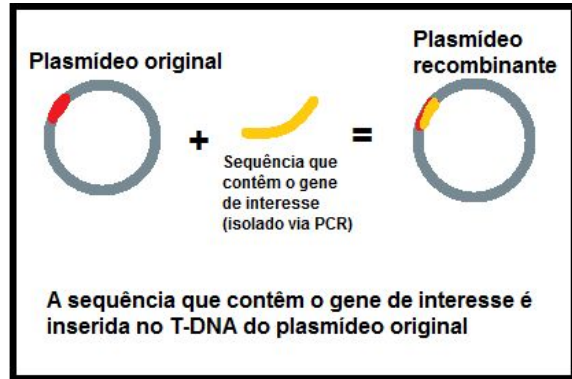 Plasmídeo original
+
Sequência que
contêm o gene
de interesse
(isolado via PCR)
=
Plasmídeo
recombinante
A sequência que contêm o gene de interesse é
inserida no T-DNA do plasmídeo original